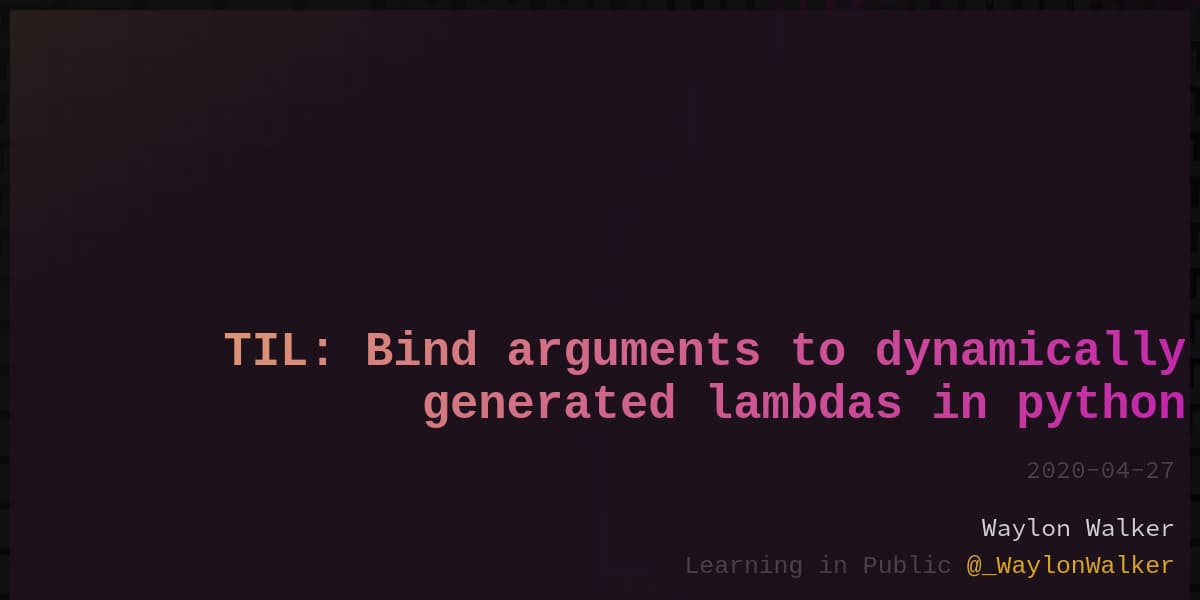 TIL: Bind arguments to dynamically
generated lambdas in python
2020-04-27
Waylon Walker
Learning in Public @_WaylonWalker